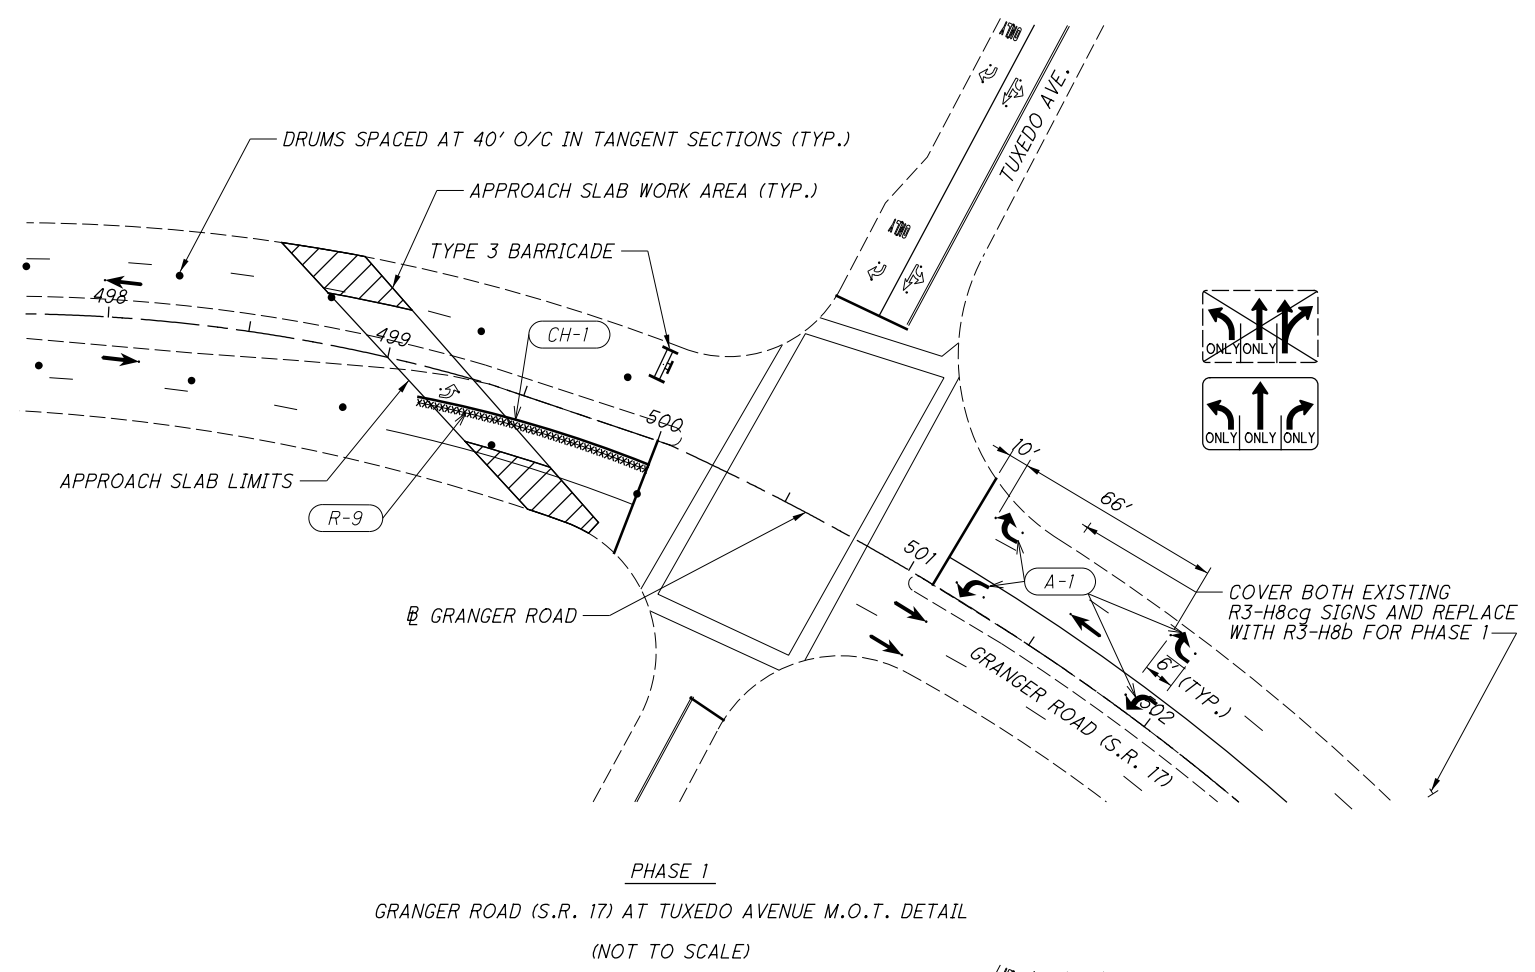 DRUMS SPACED AT 40' O/C IN TANGENT SECTIONS (TYP.)
APPROACH SLAB WORK AREA (TYP.)
TYPE 3 BARRICADE
TUXEDO AVE.
ONLY
ONLY
498
499
CH-1
500
ONLY ONLY
ONLY ONLY ONLY
APPROACH SLAB LIMITS
R-9
10'
66'
501
A-1
℄ GRANGER ROAD
COVER BOTH EXISTING
R3-H8cg SIGNS AND REPLACE
WITH R3-H8b FOR PHASE 1
6' (TYP.)
502
GRANGER ROAD (S.R. 17)
PHASE 1
GRANGER ROAD (S.R. 17) AT TUXEDO AVENUE M.O.T. DETAIL
(NOT TO SCALE)